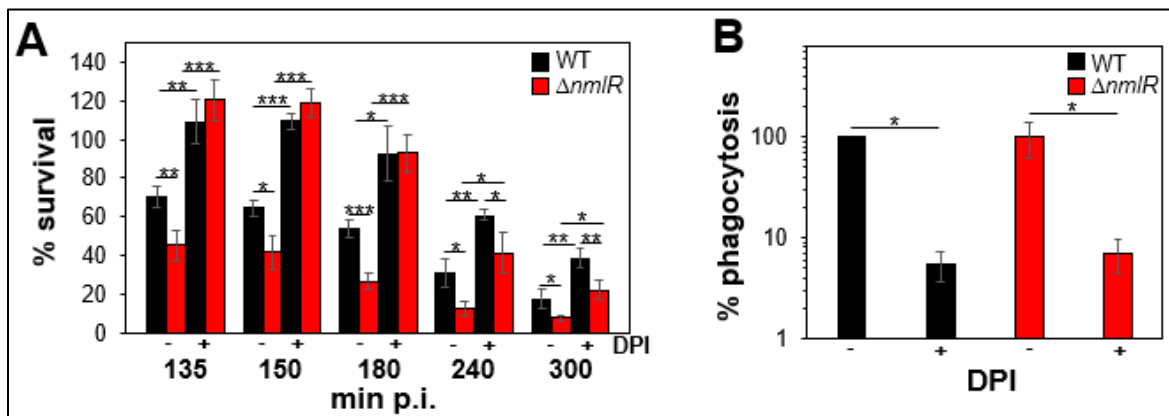 A
% survival
140
120
100
80
60
40
20
0
WT
ΔnmlR
** *** *** *** * ***
** * *** ** * * * * ** * ** *
- + - + - + - + - + DPI
135 150 180 240 300
min p.i.
B
% phagocytosis
100
10
1
WT
ΔnmlR
* *
- + - +
DPI